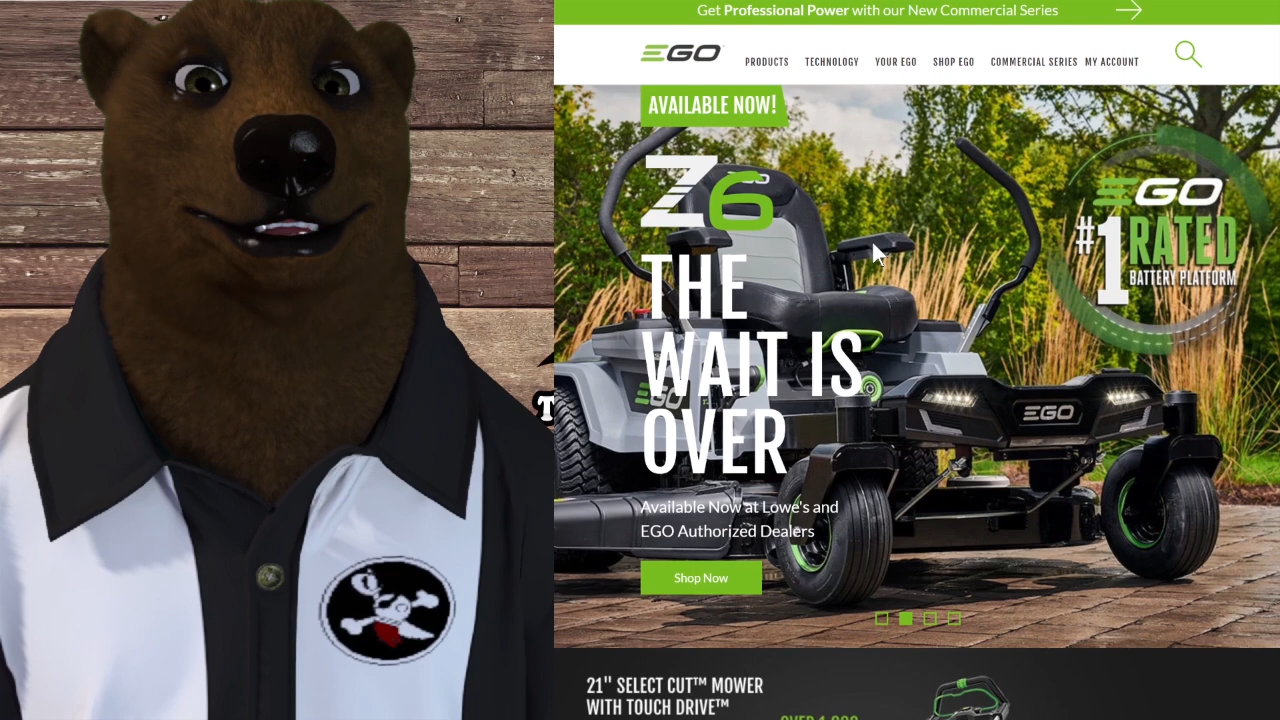 Get Professional Power with our New Commercial Series
EGO
PRODUCTS TECHNOLOGY YOUR EGO SHOP EGO COMMERCIAL SERIES MY ACCOUNT
AVAILABLE NOW!
Z6
EGO
THE
WAIT IS
OVER
EGO
#1 RATED
BATTERY PLATFORM
EGO
EGO
T
Available Now at Lowe's and
EGO Authorized Dealers
Shop Now
21" SELECT CUT™ MOWER
WITH TOUCH DRIVE™